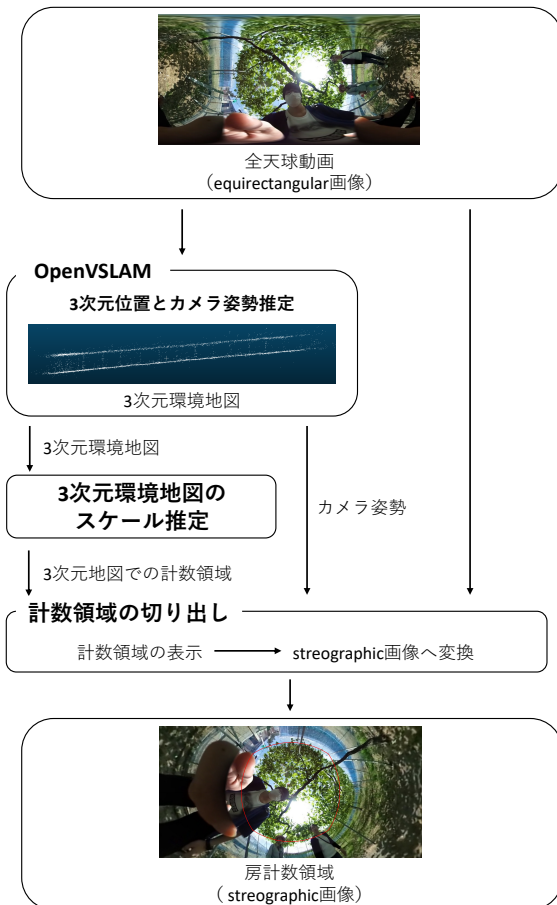 全天球動画
（equirectangular画像）
OpenVSLAM
3次元位置とカメラ姿勢推定
3次元環境地図
3次元環境地図
3次元環境地図の
スケール推定
カメラ姿勢
3次元地図での計数領域
計数領域の切り出し
計数領域の表示
streographic画像へ変換
房計数領域
（ streographic画像）